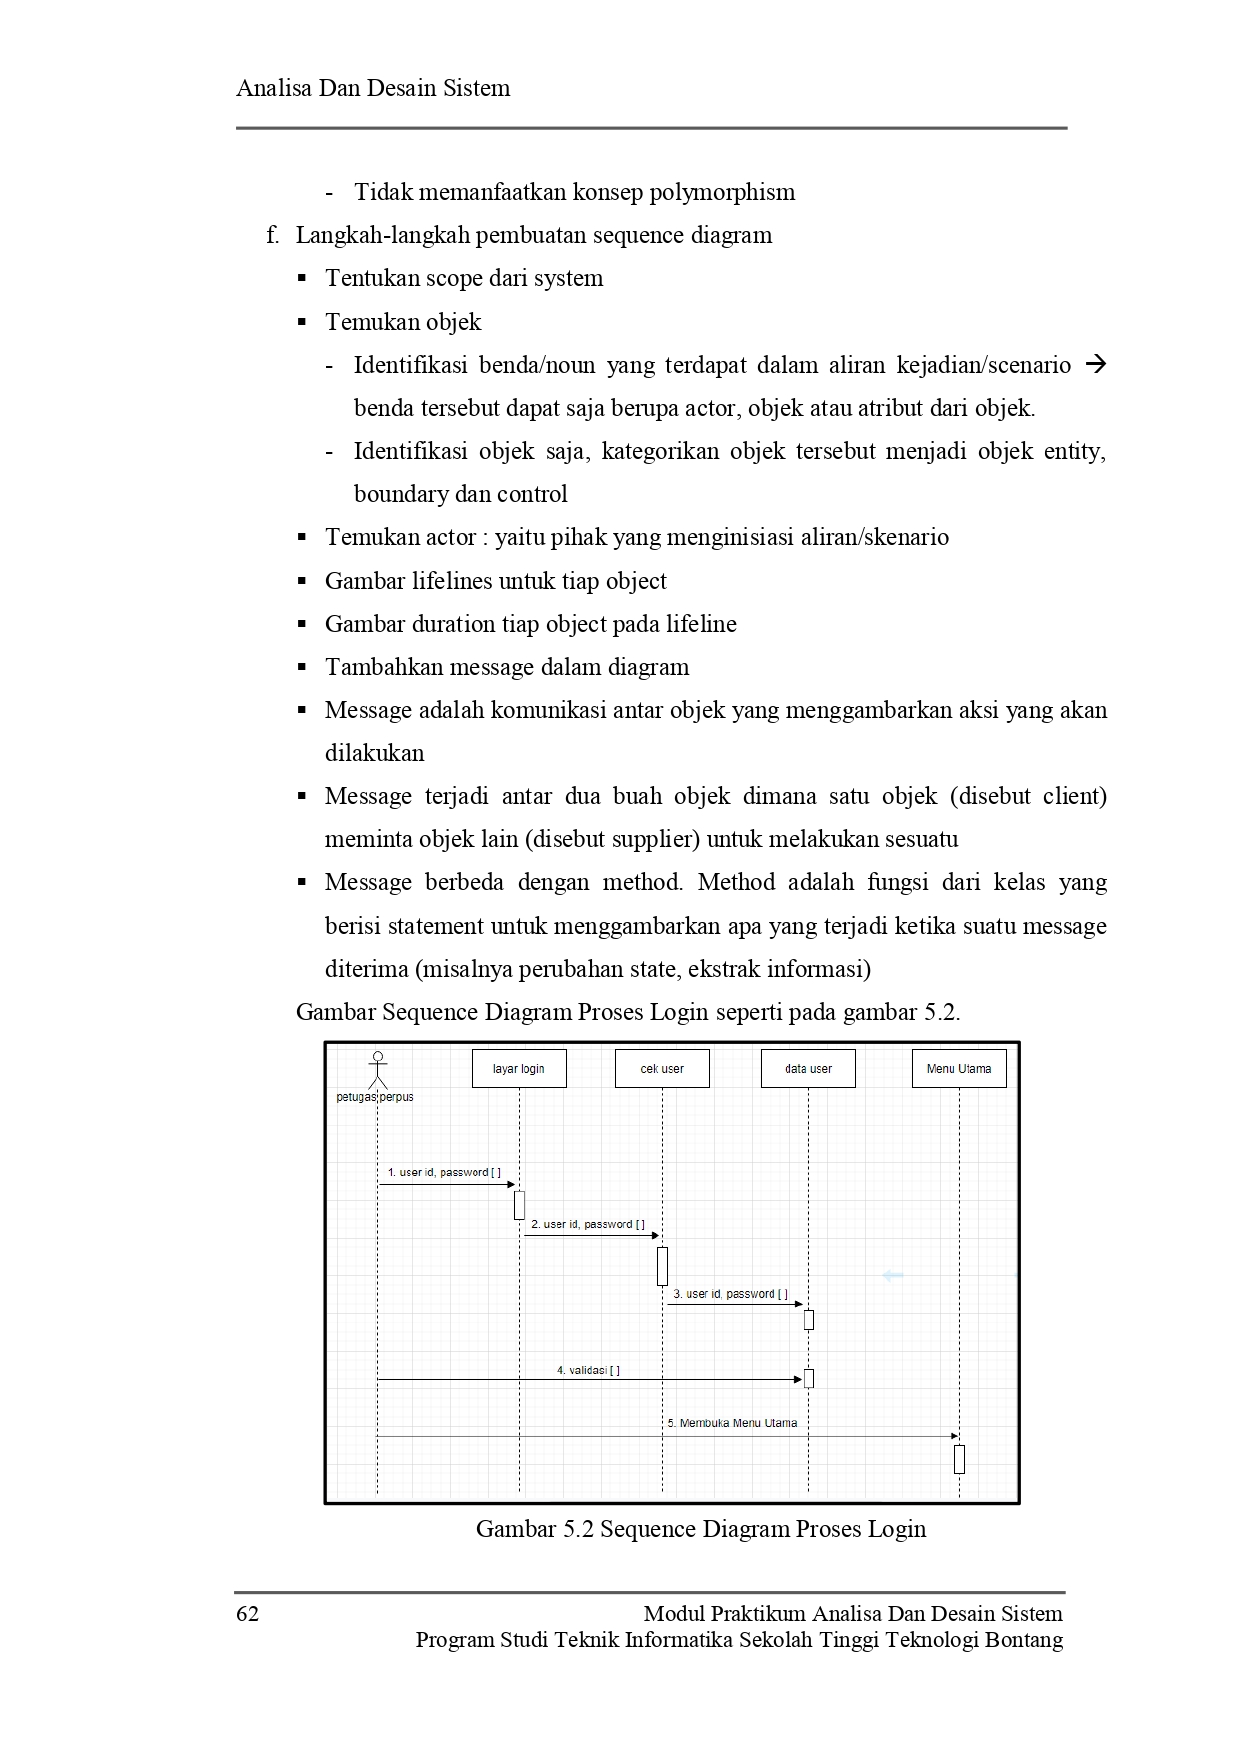 Analisa Dan Desain Sistem
- Tidak memanfaatkan konsep polymorphism
f. Langkah-langkah pembuatan sequence diagram
▪ Tentukan scope dari system
▪ Temukan objek
- Identifikasi benda/noun yang terdapat dalam aliran kejadian/scenario →
benda tersebut dapat saja berupa actor, objek atau atribut dari objek.
- Identifikasi objek saja, kategorikan objek tersebut menjadi objek entity,
boundary dan control
▪ Temukan actor : yaitu pihak yang menginisiasi aliran/skenario
▪ Gambar lifelines untuk tiap object
▪ Gambar duration tiap object pada lifeline
▪ Tambahkan message dalam diagram
▪ Message adalah komunikasi antar objek yang menggambarkan aksi yang akan
dilakukan
▪ Message terjadi antar dua buah objek dimana satu objek (disebut client)
meminta objek lain (disebut supplier) untuk melakukan sesuatu
▪ Message berbeda dengan method. Method adalah fungsi dari kelas yang
berisi statement untuk menggambarkan apa yang terjadi ketika suatu message
diterima (misalnya perubahan state, ekstrak informasi)
Gambar Sequence Diagram Proses Login seperti pada gambar 5.2.
layar login
cek user
data user
Menu Utama
petugas perpus
1. user id, password [ ]
2. user id, password [ ]
3. user id, password [ ]
4. validasi [ ]
5. Membuka Menu Utama
Gambar 5.2 Sequence Diagram Proses Login
62
Modul Praktikum Analisa Dan Desain Sistem
Program Studi Teknik Informatika Sekolah Tinggi Teknologi Bontang